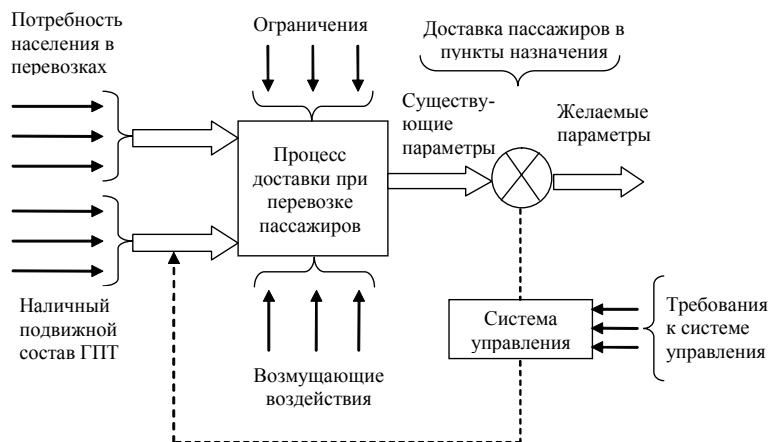 Потребность
населения в
перевозках
Ограничения
Доставка пассажиров в
пункты назначения
Существу-
ющие
параметры
Желаемые
параметры
Процесс
доставки при
перевозке
пассажиров
Наличный
подвижной
состав ГПТ
Возмущающие
воздействия
Система
управления
Требования
к системе
управления